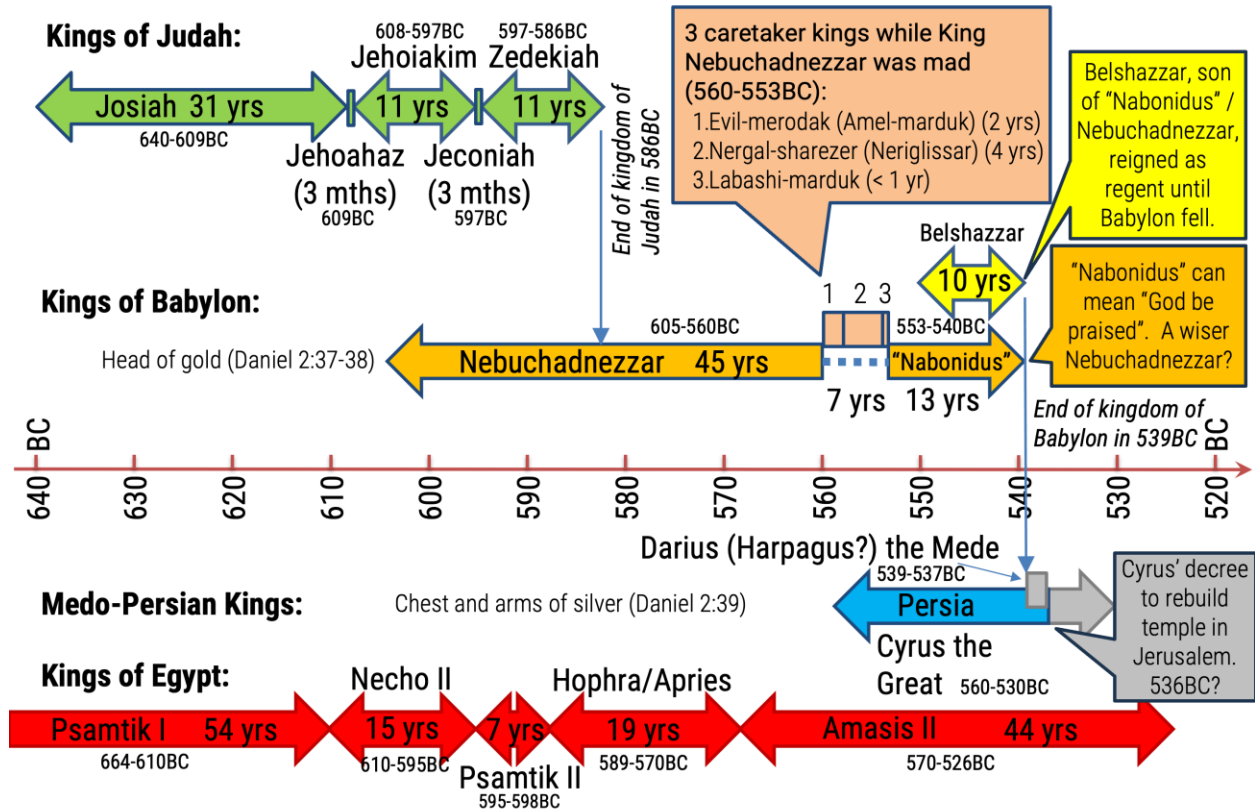 Kings of Judah:
608-597BC
Jehoiakim
597-586BC
Zedekiah
Josiah 31 yrs
11 yrs
11 yrs
640-609BC
Jehoahaz
(3 mths)
609BC
Jeconiah
(3 mths)
597BC
End of kingdom of
Judah in 586BC
3 caretaker kings while King
Nebuchadnezzar was mad
(560-553BC):
1.Evil-merodak (Amel-marduk) (2 yrs)
2.Nergal-sharezer (Neriglissar) (4 yrs)
3.Labashi-marduk (< 1 yr)
Belshazzar, son
of "Nabonidus" /
Nebuchadnezzar,
reigned as
regent until
Babylon fell.
Belshazzar
10 yrs
Kings of Babylon:
1 2 3
605-560BC
553-540BC
Head of gold (Daniel 2:37-38)
Nebuchadnezzar 45 yrs
"Nabonidus"
7 yrs
13 yrs
"Nabonidus" can
mean "God be
praised". A wiser
Nebuchadnezzar?
End of kingdom of
Babylon in 539BC
BC
BC
640 630 620 610 600 590 580 570 560 550 540 530 520
Darius (Harpagus?) the Mede
539-537BC
Medo-Persian Kings:
Chest and arms of silver (Daniel 2:39)
Persia
Cyrus the
Great 560-530BC
Cyrus' decree
to rebuild
temple in
Jerusalem.
536BC?
Kings of Egypt:
Necho II
Hophra/Apries
Psamtik I 54 yrs
15 yrs
7 yrs
19 yrs
Amasis II 44 yrs
664-610BC
610-595BC
Psamtik II
595-598BC
589-570BC
570-526BC